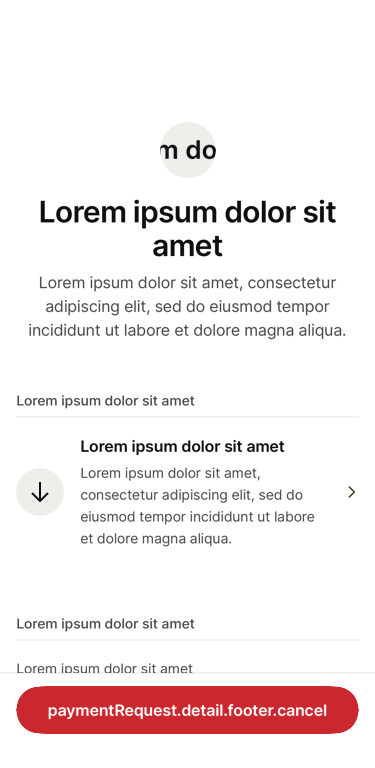 m do
Lorem ipsum dolor sit
amet
Lorem ipsum dolor sit amet, consectetur
adipiscing elit, sed do eiusmod tempor
incididunt ut labore et dolore magna aliqua.
Lorem ipsum dolor sit amet
Lorem ipsum dolor sit amet
Lorem ipsum dolor sit amet,
consectetur adipiscing elit, sed do
eiusmod tempor incididunt ut labore
et dolore magna aliqua.
Lorem ipsum dolor sit amet
Lorem ipsum dolor sit amet
paymentRequest.detail.footer.cancel